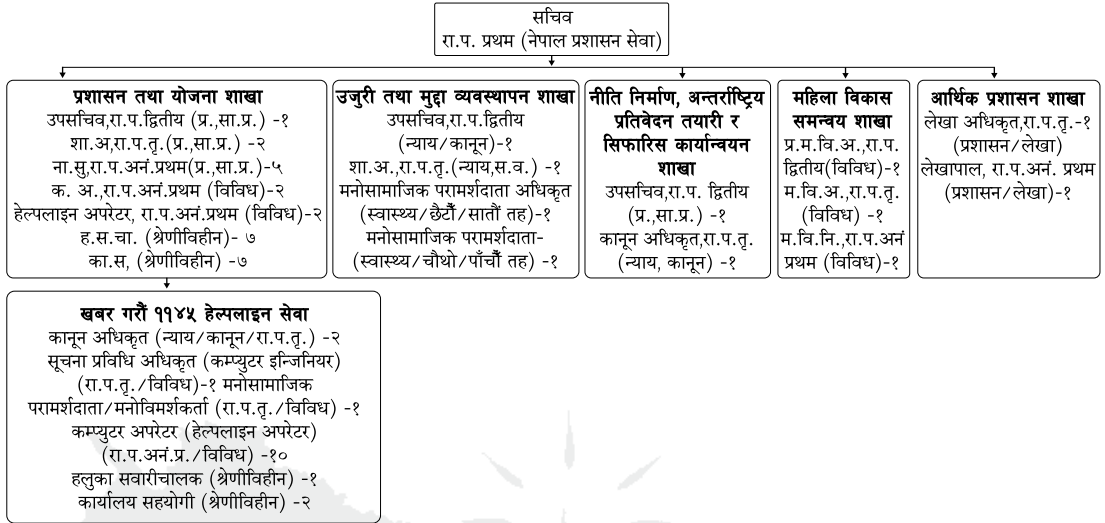 सचिव
रा.प. प्रथम (नेपाल प्रशासन सेवा)
प्रशासन तथा योजना शाखा
उपसचिव,रा.प.द्वितीय (प्र.,सा.प्र.) -१
शा.अ,रा.प.तृ.(प्र.,सा.प्र.) -२
ना.सु,रा.प.अनं.प्रथम(प्र.,सा.प्र.)-५
क. अ.,रा.प.अनं.प्रथम (विविध)-२
हेल्पलाइन अपरेटर, रा.प.अनं.प्रथम (विविध)-२
ह.स.चा. (श्रेणीविहीन)- ७
का.स, (श्रेणीविहीन) -७
उजुरी तथा मुद्दा व्यवस्थापन शाखा
उपसचिव,रा.प.द्वितीय
(न्याय/कानून)-१
शा.अ.,रा.प.तृ.(न्याय,स.व.) -१
मनोसामाजिक परामर्शदाता अधिकृत
(स्वास्थ्य/छैटौँ/सातौं तह)-१
मनोसामाजिक परामर्शदाता-
(स्वास्थ्य/चौथो/पाँचौँ तह)-१
नीति निर्माण, अन्तर्राष्ट्रिय
प्रतिवेदन तयारी र
सिफारिस कार्यान्वयन
शाखा
उपसचिव,रा.प. द्वितीय
(प्र.,सा.प्र.) -१
कानून अधिकृत,रा.प.तृ.
(न्याय, कानून)-१
महिला विकास
समन्वय शाखा
प्र.म.वि.अ.,रा.प.
द्वितीय(विविध)-१
म.वि.अ.,रा.प.तृ.
(विविध) -१
म.वि.नि.,रा.प.अनं
प्रथम (विविध)-१
आर्थिक प्रशासन शाखा
लेखा अधिकृत,रा.प.तृ.-१
(प्रशासन/लेखा)
लेखापाल, रा.प.अनं. प्रथम
(प्रशासन/लेखा)-१
खबर गरौं ११४५ हेल्पलाइन सेवा
कानून अधिकृत (न्याय/कानून/रा.प.तृ.) -२
सूचना प्रविधि अधिकृत (कम्प्युटर इन्जिनियर)
(रा.प.तृ./विविध)-१ मनोसामाजिक
परामर्शदाता/मनोविमर्शकर्ता (रा.प.तृ./विविध) -१
कम्प्युटर अपरेटर (हेल्पलाइन अपरेटर)
(रा.प.अनं.प्र./विविध) -१०
हलुका सवारीचालक (श्रेणीविहीन) -१
कार्यालय सहयोगी (श्रेणीविहीन) -२